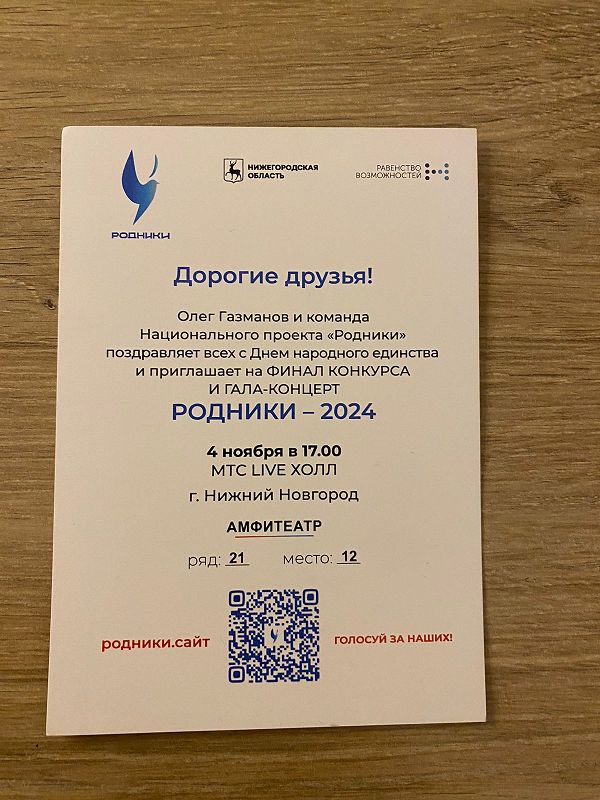 РОДНИКИ
НИЖЕГОРОДСКАЯ
ОБЛАСТЬ
РАВЕНСТВО
ВОЗМОЖНОСТЕЙ
Дорогие друзья!
Олег Газманов и команда
Национального проекта «Родники»
поздравляет всех с Днем народного единства
и приглашает на ФИНАЛ КОНКУРСА
И ГАЛА-КОНЦЕРТ
РОДНИКИ – 2024
4 ноября в 17.00
МТС LIVE ХОЛЛ
г. Нижний Новгород
АМФИТЕАТР
ряд: 21 место: 12
родники.сайт
ГОЛОСУЙ ЗА НАШИХ!